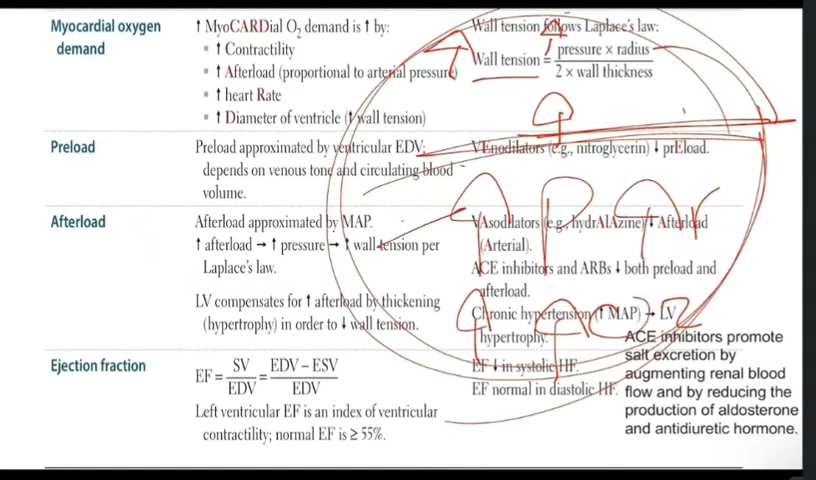 Myocardial oxygen
demand
↑ MyoCARDial O₂ demand is ↑ by:
▪ ↑ Contractility
▪ ↑ Afterload (proportional to arterial pressure)
▪ ↑ heart Rate
▪ ↑ Diameter of ventricle (↑ wall tension)
Wall tension follows Laplace's law:
Wall tension = pressure × radius / 2 × wall thickness
Preload
Preload approximated by ventricular EDV;
depends on venous tone and circulating blood
volume.
VEnodilators (e.g., nitroglycerin) ↓ prEload.
Afterload
Afterload approximated by MAP.
↑ afterload → ↑ pressure → ↑ wall tension per
Laplace's law.
LV compensates for ↑ afterload by thickening
(hypertrophy) in order to ↓ wall tension.
VAsodilators (e.g., hydrAlAzine) ↓ Afterload
(Arterial).
ACE inhibitors and ARBs ↓ both preload and
afterload.
Chronic hypertension (↑ MAP) → LV
hypertrophy.
Ejection fraction
EF = SV / EDV = EDV – ESV / EDV
Left ventricular EF is an index of ventricular
contractility; normal EF is ≥ 55%.
EF ↓ in systolic HF.
EF normal in diastolic HF.
ACE inhibitors promote
salt excretion by
augmenting renal blood
flow and by reducing the
production of aldosterone
and antidiuretic hormone.